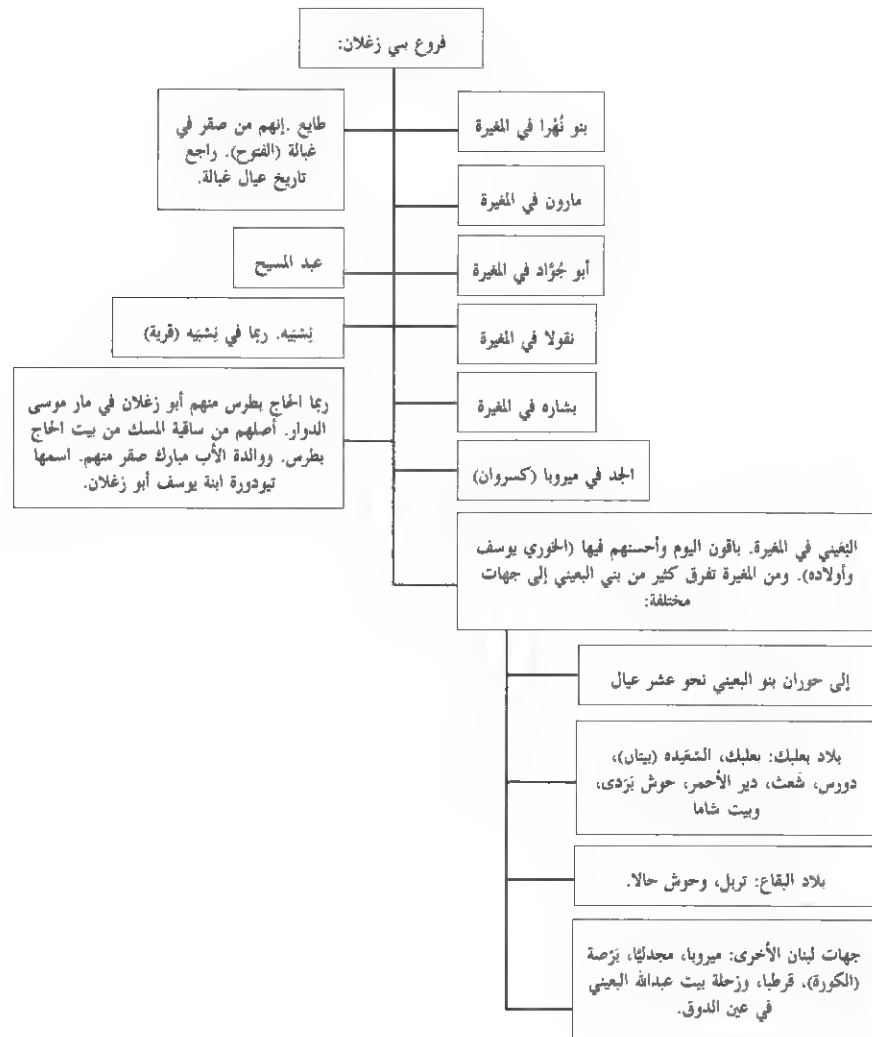 فروع بني زغلان:
بنو نُهْرا في المغيرة
طايع .إنهم من صقر في
غبالة (الفتوح). راجع
تاريخ عيال غبالة.
مارون في المغيرة
أبو جُوَّاد في المغيرة
عبد المسيح
نقولا في المغيرة
نِشبَيه. ربما في نِشبَيه (قرية)
بشاره في المغيرة
ربما الحاج بطرس منهم أبو زغلان في مار موسى
الدوار. أصلهم من ساقية المسك من بيت الحاج
بطرس. ووالدة الأب مبارك صقر منهم. اسمها
تيودورة ابنة يوسف أبو زغلان.
الجد في ميروبا (كسروان)
البُعَيني في المغيرة. باقون اليوم وأحسنهم فيها (الخوري يوسف
وأولاده). ومن المغيرة تفرق كثير من بني البعيني إلى جهات
مختلفة:
إلى حوران بنو البعيني نحو عشر عيال
بلاد بعلبك: بعلبك، السُعَيده (بيتان)،
دورس، شَعث، دير الأحمر، حوش بَرَدى،
وبيت شاما
بلاد البقاع: تربل، وحوش حالا.
جهات لبنان الأخرى: ميروبا، مجدليّا، بَرْصة
(الكورة). قرطبا، وزحلة بيت عبدالله البعيني
في عين الدوق.